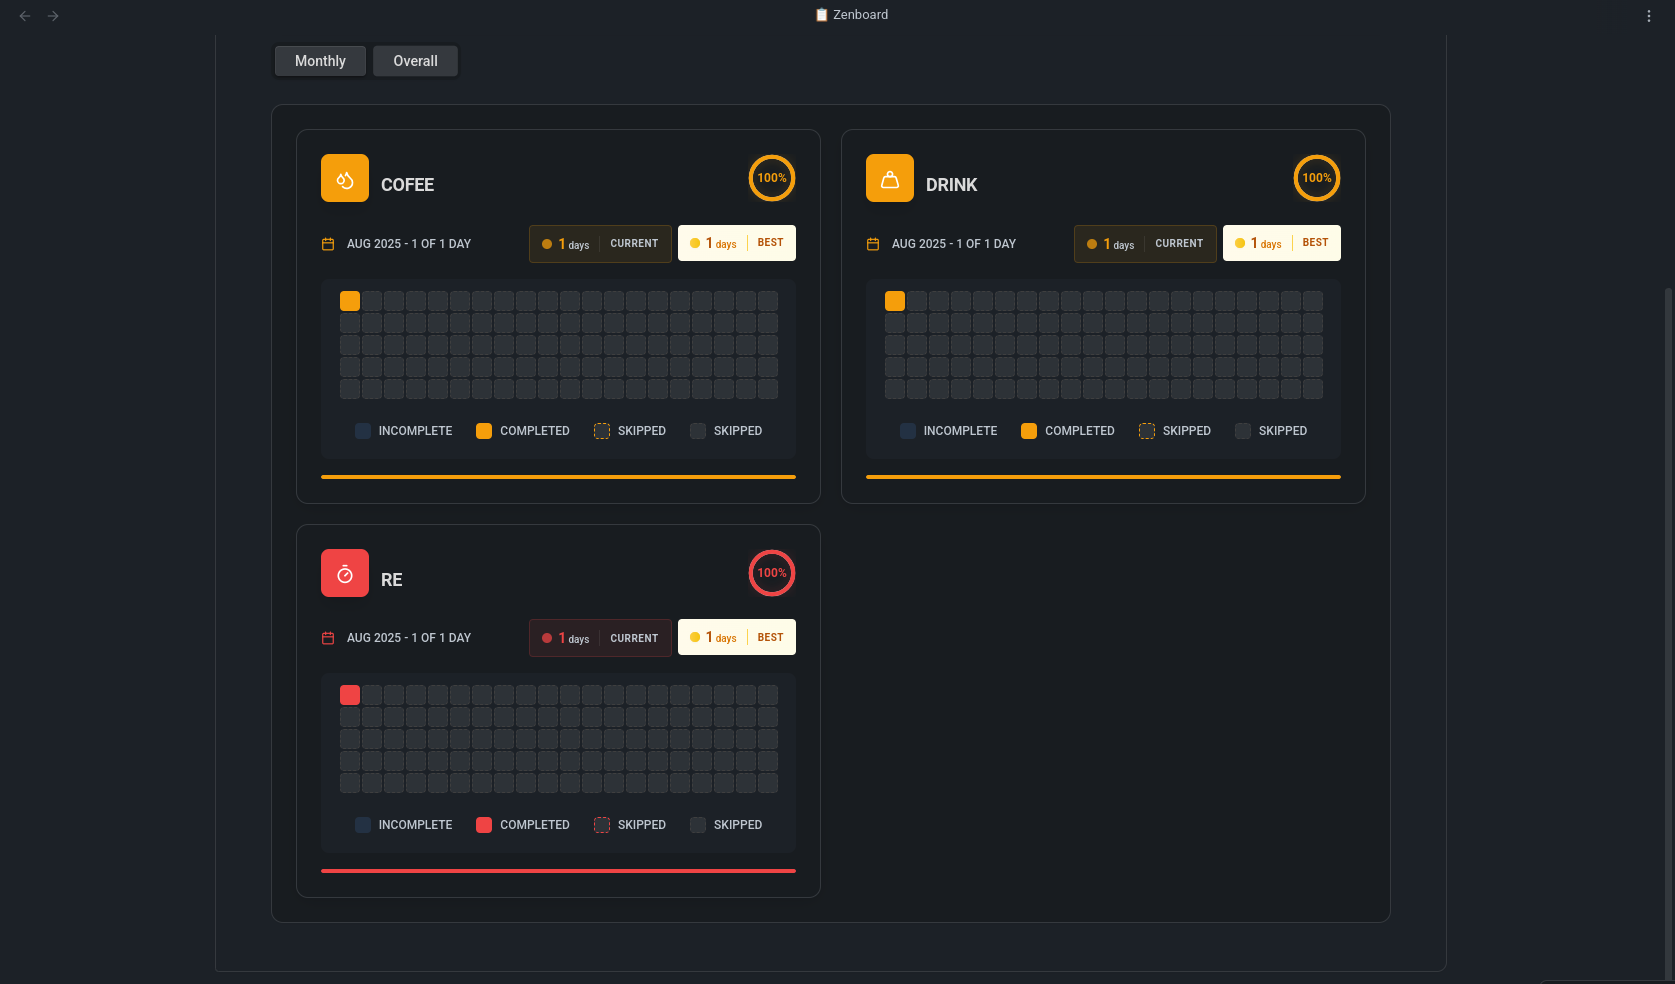 📋 Zenboard
Monthly
Overall
COFEE
100%
AUG 2025 - 1 OF 1 DAY
1 days
CURRENT
1 days
BEST
INCOMPLETE
COMPLETED
SKIPPED
SKIPPED
DRINK
100%
AUG 2025 - 1 OF 1 DAY
1 days
CURRENT
1 days
BEST
INCOMPLETE
COMPLETED
SKIPPED
SKIPPED
RE
100%
AUG 2025 - 1 OF 1 DAY
1 days
CURRENT
1 days
BEST
INCOMPLETE
COMPLETED
SKIPPED
SKIPPED